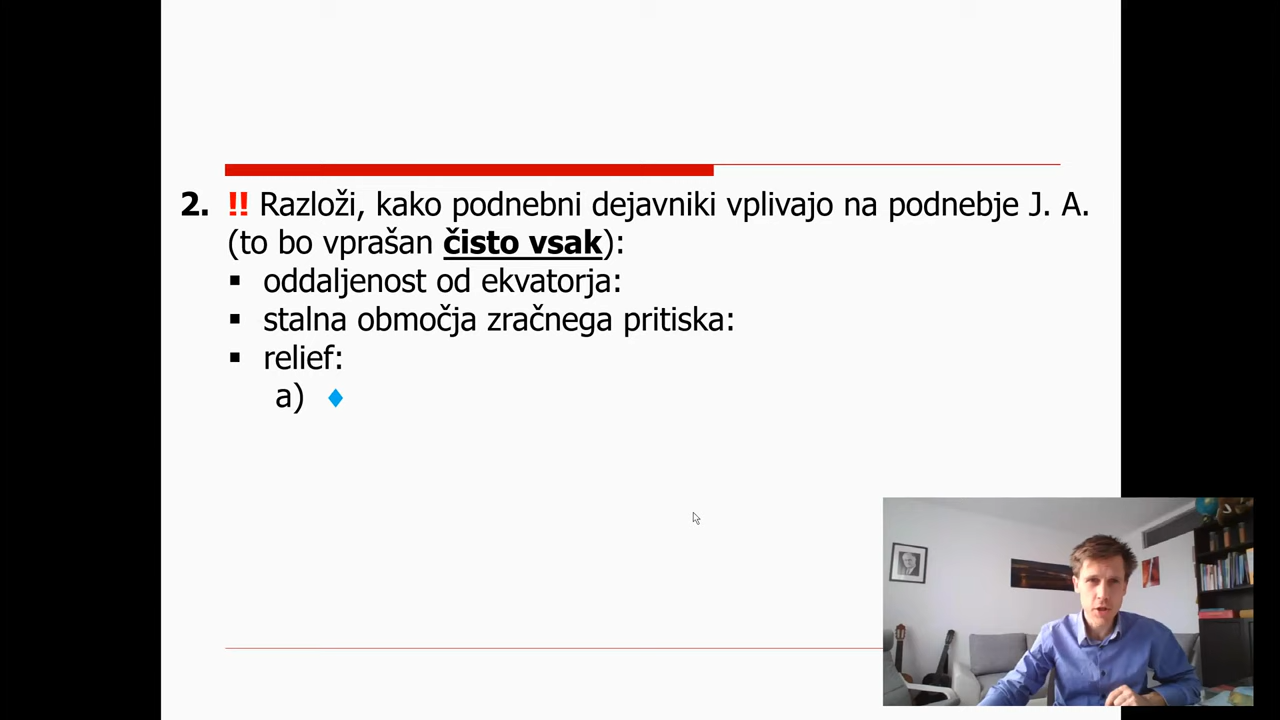 2. !! Razloži, kako podnebni dejavniki vplivajo na podnebje J. A.
(to bo vprašan čisto vsak):
▪ oddaljenost od ekvatorja:
▪ stalna območja zračnega pritiska:
▪ relief:
a) ♦